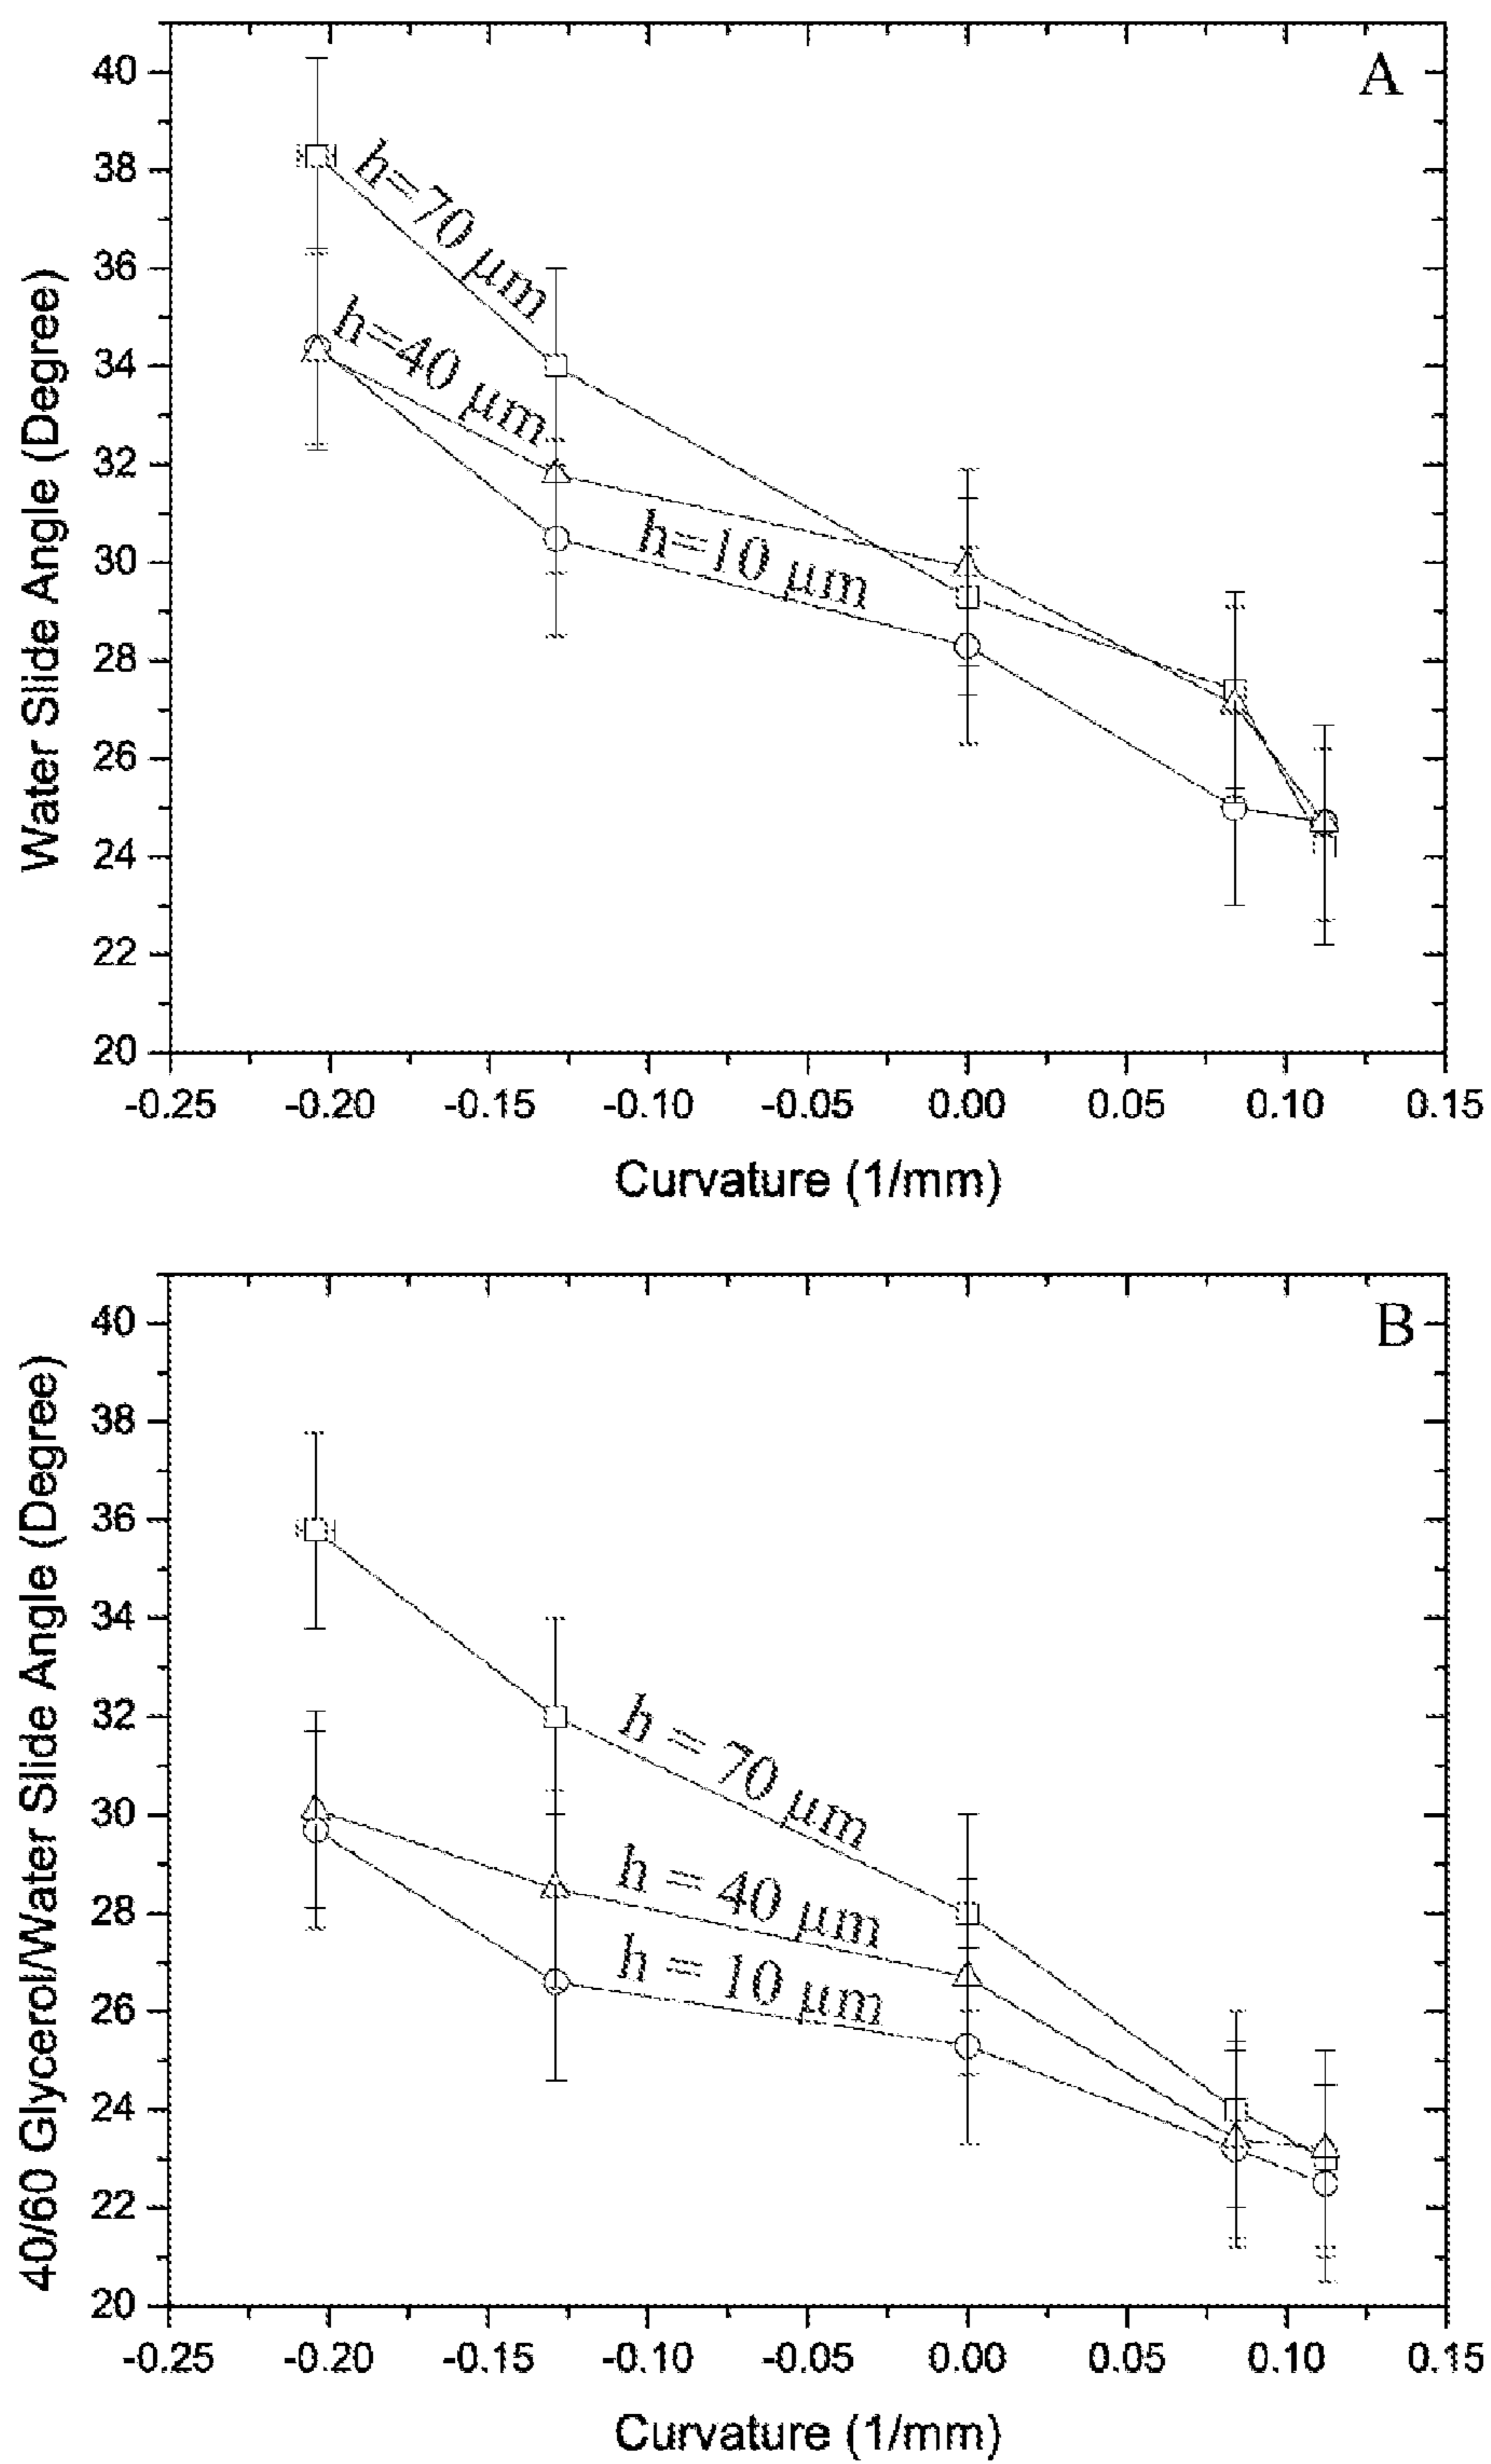 A
40
38
36
34
32
30
28
26
24
22
20
Water Slide Angle (Degree)
h=70 μm
h=40 μm
h=10 μm
-0.25 -0.20 -0.15 -0.10 -0.05 0.00 0.05 0.10 0.15
Curvature (1/mm)
B
40
38
36
34
32
30
28
26
24
22
20
40/60 Glycerol/Water Slide Angle (Degree)
h = 70 μm
h = 40 μm
h = 10 μm
-0.25 -0.20 -0.15 -0.10 -0.05 0.00 0.05 0.10 0.15
Curvature (1/mm)